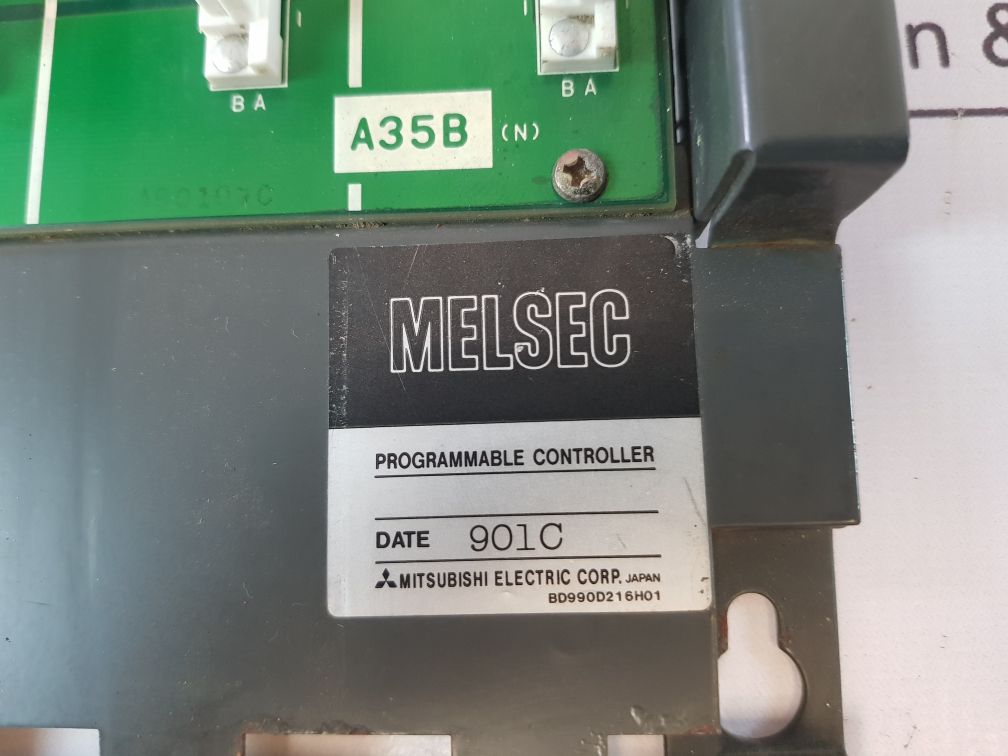 n &
B A
B A
A35B (N)
MELSEC
PROGRAMMABLE CONTROLLER
DATE 901C
MITSUBISHI ELECTRIC CORP. JAPAN
BD990D216H01